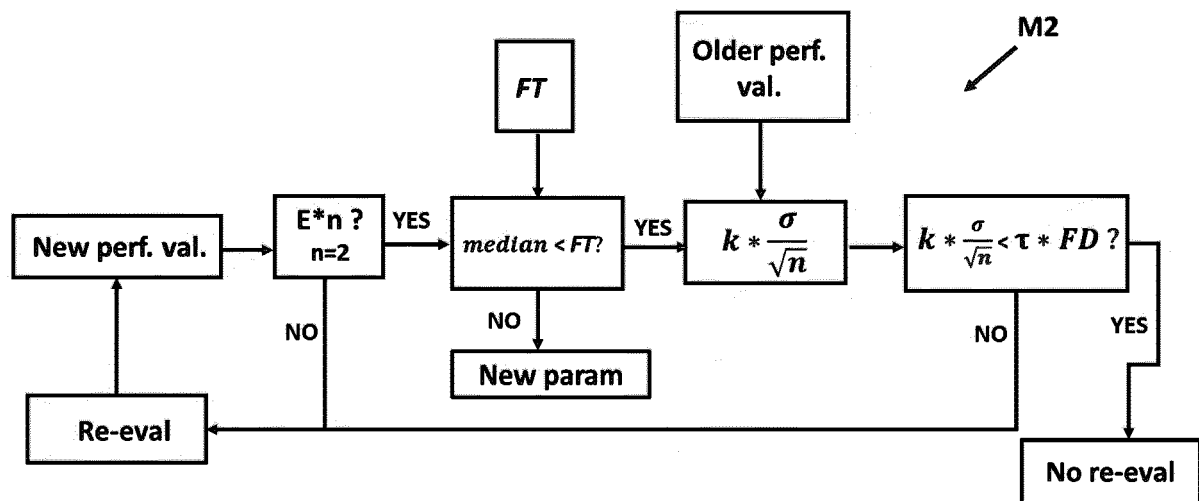 M2
FT
Older perf.
val.
New perf. val.
E*n ?
n=2
YES
median < FT?
YES
k * σ/√n
k * σ/√n < τ * FD ?
NO
NO
NO
YES
New param
Re-eval
No re-eval